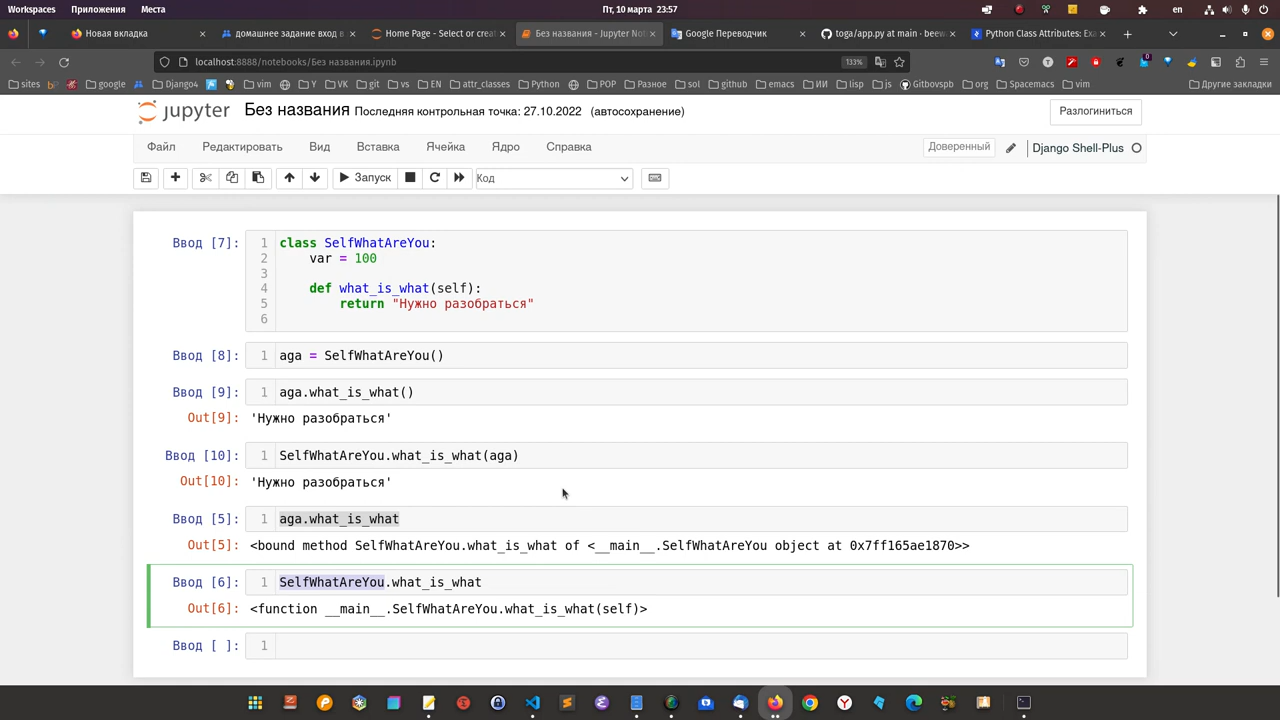 Workspaces Приложения Места Пт, 10 марта 23:57 en
Новая вкладка домашнее задание вход в Home Page - Select or crea Без названия - Jupyter Not Google Переводчик toga/app.py at main · beew Python Class Attributes: Exa
localhost:8888/notebooks/Без названия.ipynb 133%
sites google Django4 vim Y VK git vs EN attr_classes Python POP Разное sol github emacs ИИ lisp js Gitbovspb org Spacemacs vim Другие закладки
jupyter Без названия Последняя контрольная точка: 27.10.2022 (автосохранение) Разлогиниться
Файл Редактировать Вид Вставка Ячейка Ядро Справка Доверенный Django Shell-Plus
Запуск Код
Ввод [7]: 1 class SelfWhatAreYou:
2 var = 100
3
4 def what_is_what(self):
5 return "Нужно разобраться"
6
Ввод [8]: 1 aga = SelfWhatAreYou()
Ввод [9]: 1 aga.what_is_what()
Out[9]: 'Нужно разобраться'
Ввод [10]: 1 SelfWhatAreYou.what_is_what(aga)
Out[10]: 'Нужно разобраться'
Ввод [5]: 1 aga.what_is_what
Out[5]: <bound method SelfWhatAreYou.what_is_what of <__main__.SelfWhatAreYou object at 0x7ff165ae1870>>
Ввод [6]: 1 SelfWhatAreYou.what_is_what
Out[6]: <function __main__.SelfWhatAreYou.what_is_what(self)>
Ввод [ ]: 1